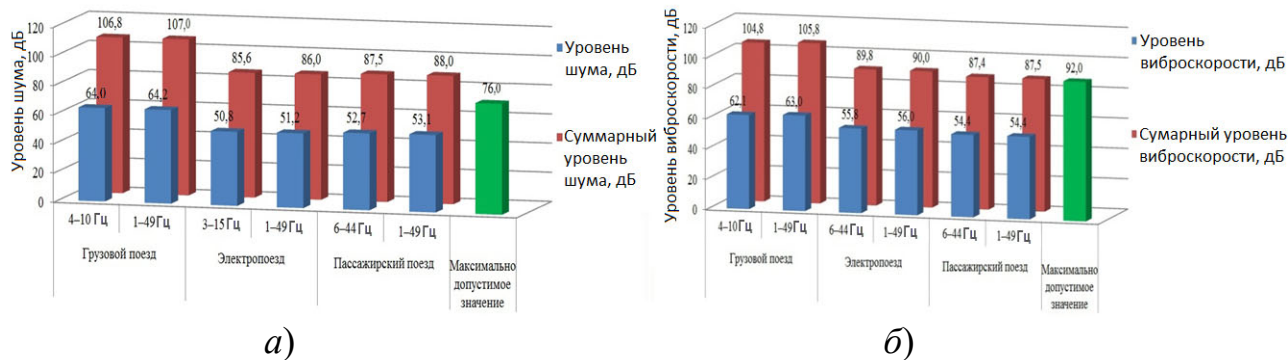 Уровень шума, дБ
120
100
80
60
40
20
0
106,8
107,0
85,6
86,0
87,5
88,0
76,0
64,0
64,2
50,8
51,2
52,7
53,1
4–10 Гц
1–49 Гц
3–15 Гц
1–49 Гц
6–44 Гц
1–49 Гц
Грузовой поезд
Электропоезд
Пассажирский поезд
Максимально
допустимое
значение
Уровень
шума, дБ
Суммарный
уровень
шума, дБ
а)
Уровень виброскорости, дБ
120
100
80
60
40
20
0
104,8
105,8
89,8
90,0
87,4
87,5
92,0
62,1
63,0
55,8
56,0
54,4
54,4
4–10 Гц
1–49 Гц
6–44 Гц
1–49 Гц
6–44 Гц
1–49 Гц
Грузовой поезд
Электропоезд
Пассажирский поезд
Максимально
допустимое
значение
Уровень
виброскорости, дБ
Сумарный уровень
виброскорости, дБ
б)